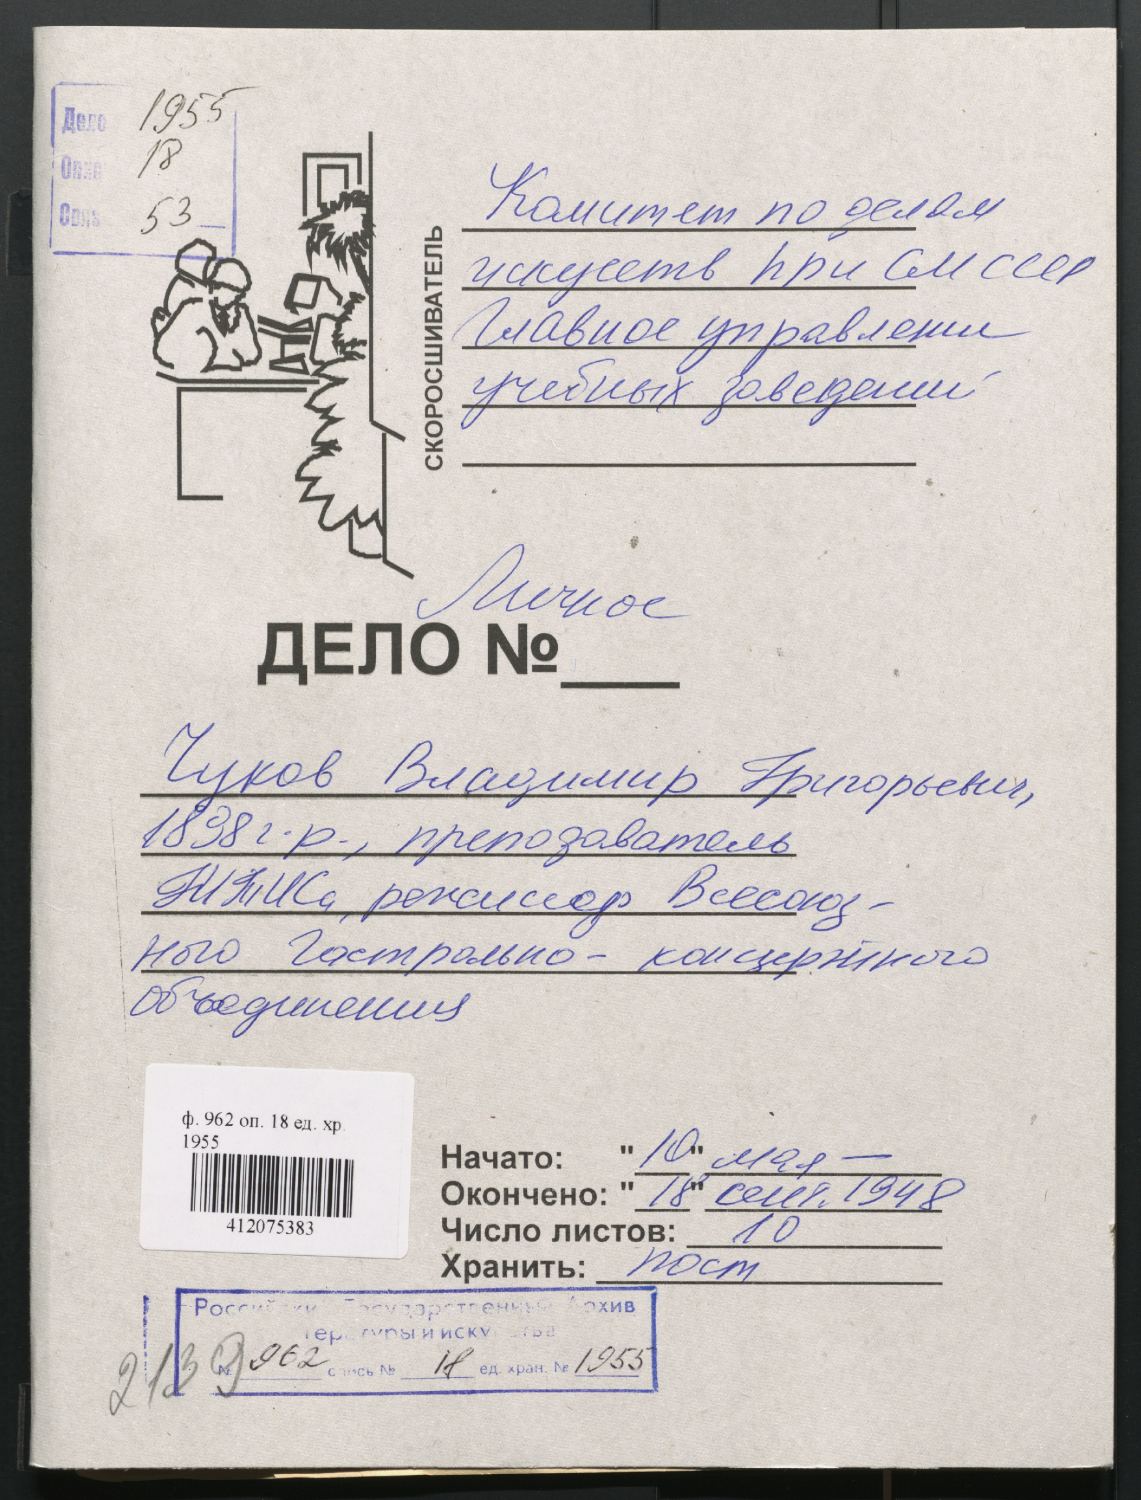 Дело 1955
Опись 18
Связка 53
СКОРОСШИВАТЕЛЬ
Комитет по делам
искусств при СМ СССР
Главное управление
учебных заведений
Личное
ДЕЛО №
Чуков Владимир Григорьевич,
1898 г.р., преподаватель
ГИТИСа, режиссер Всесоюз-
ного гастрольно-концертного
объединения
ф. 962 оп. 18 ед. хр.
1955
412075383
Начато: "10" мая —
Окончено: "18" сент. 1948
Число листов: 10
Хранить: пост
Российский Государственный Архив
литературы и искусства
№ 962 опись № 18 ед. хран. № 1955
2139